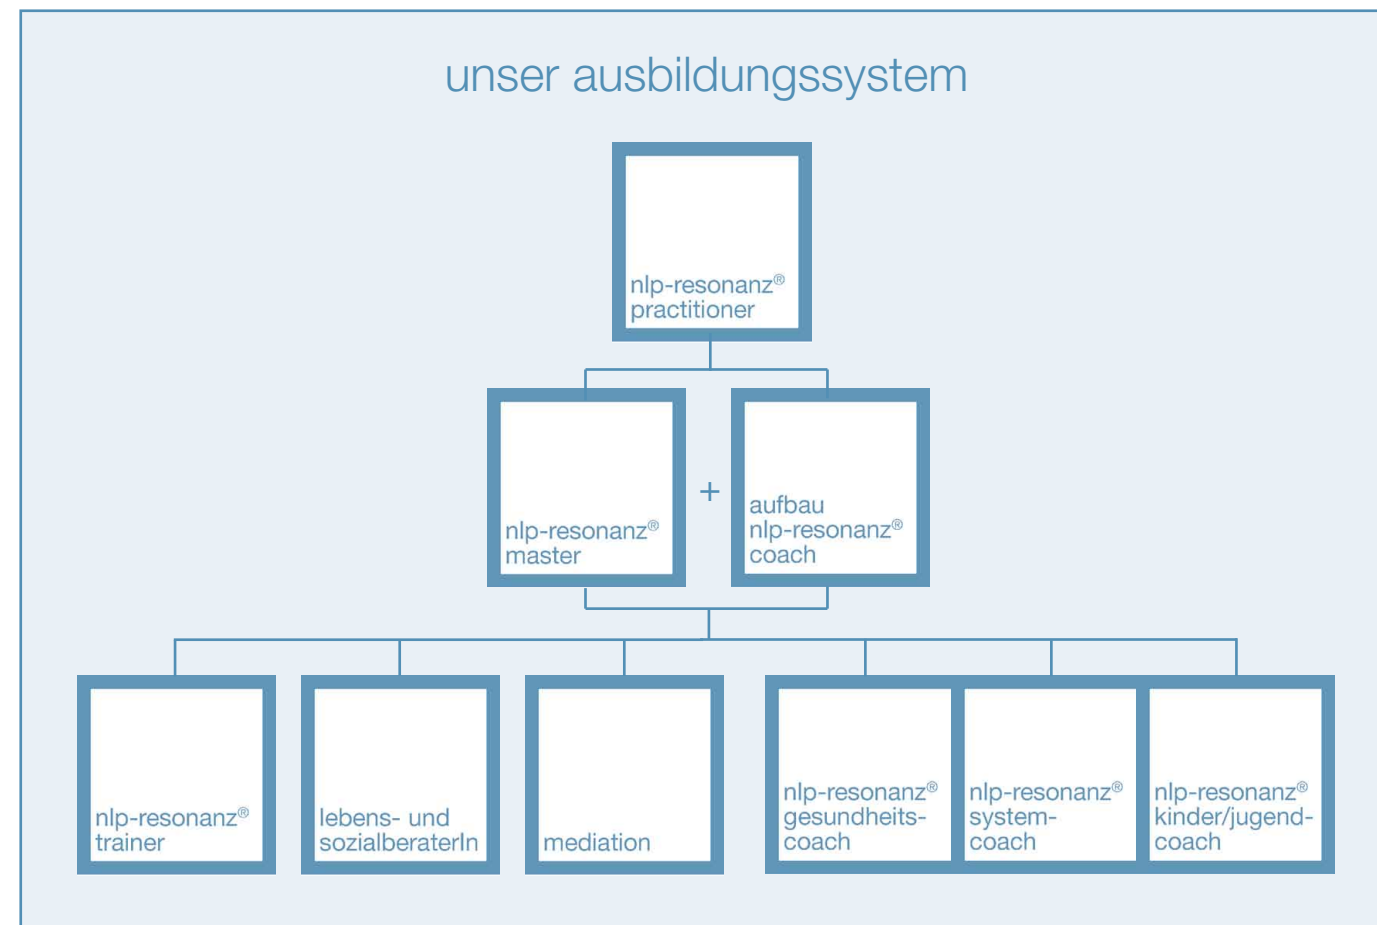 unser ausbildungssystem
nlp-resonanz®
practitioner
nlp-resonanz®
master
+
aufbau
nlp-resonanz®
coach
nlp-resonanz®
trainer
lebens- und
sozialberaterIn
mediation
nlp-resonanz®
gesundheits-
coach
nlp-resonanz®
system-
coach
nlp-resonanz®
kinder/jugend-
coach